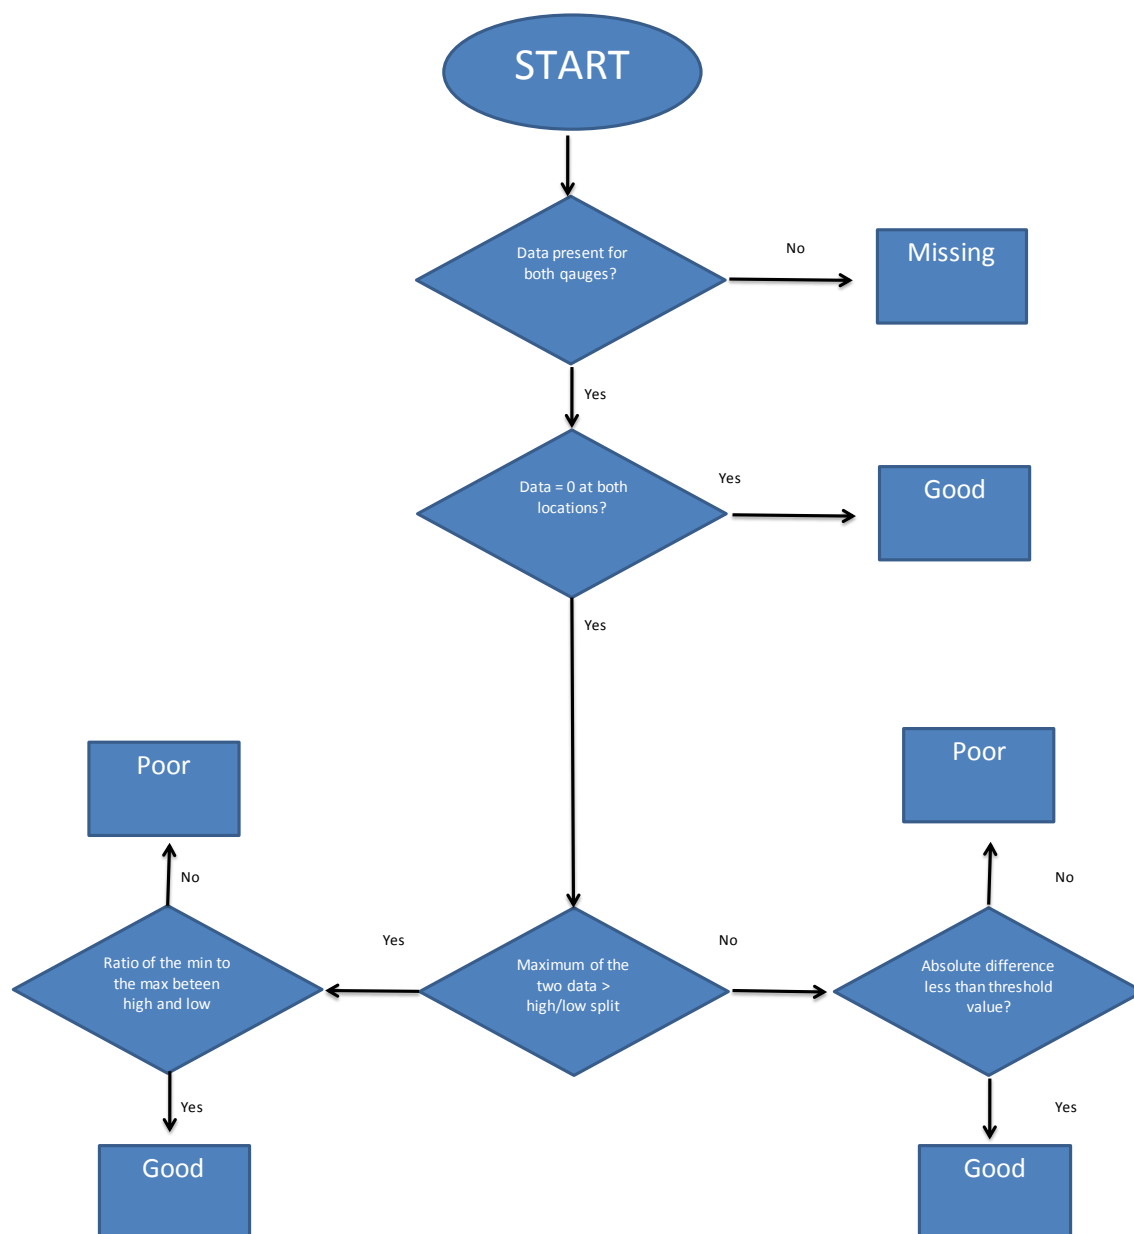 START
Data present for
both qauges?
No
Missing
Yes
Data = 0 at both
locations?
Yes
Good
Yes
Poor
Poor
No
No
Ratio of the min to
the max beteen
high and low
Yes
Maximum of the
two data >
high/low split
No
Absolute difference
less than threshold
value?
Yes
Yes
Good
Good